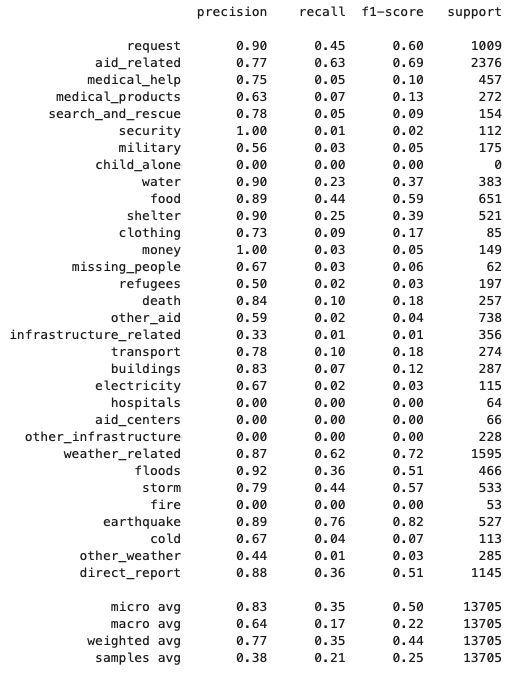 precision recall f1-score support
request 0.90 0.45 0.60 1009
aid_related 0.77 0.63 0.69 2376
medical_help 0.75 0.05 0.10 457
medical_products 0.63 0.07 0.13 272
search_and_rescue 0.78 0.05 0.09 154
security 1.00 0.01 0.02 112
military 0.56 0.03 0.05 175
child_alone 0.00 0.00 0.00 0
water 0.90 0.23 0.37 383
food 0.89 0.44 0.59 651
shelter 0.90 0.25 0.39 521
clothing 0.73 0.09 0.17 85
money 1.00 0.03 0.05 149
missing_people 0.67 0.03 0.06 62
refugees 0.50 0.02 0.03 197
death 0.84 0.10 0.18 257
other_aid 0.59 0.02 0.04 738
infrastructure_related 0.33 0.01 0.01 356
transport 0.78 0.10 0.18 274
buildings 0.83 0.07 0.12 287
electricity 0.67 0.02 0.03 115
hospitals 0.00 0.00 0.00 64
aid_centers 0.00 0.00 0.00 66
other_infrastructure 0.00 0.00 0.00 228
weather_related 0.87 0.62 0.72 1595
floods 0.92 0.36 0.51 466
storm 0.79 0.44 0.57 533
fire 0.00 0.00 0.00 53
earthquake 0.89 0.76 0.82 527
cold 0.67 0.04 0.07 113
other_weather 0.44 0.01 0.03 285
direct_report 0.88 0.36 0.51 1145
micro avg 0.83 0.35 0.50 13705
macro avg 0.64 0.17 0.22 13705
weighted avg 0.77 0.35 0.44 13705
samples avg 0.38 0.21 0.25 13705